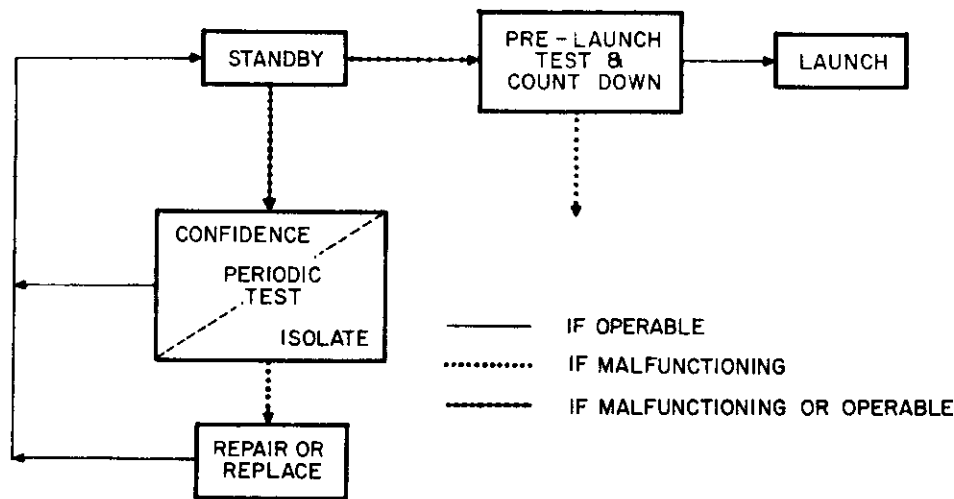 STANDBY
PRE-LAUNCH
TEST &
COUNT DOWN
LAUNCH
CONFIDENCE
PERIODIC
TEST
ISOLATE
REPAIR OR
REPLACE
IF OPERABLE
IF MALFUNCTIONING
IF MALFUNCTIONING OR OPERABLE